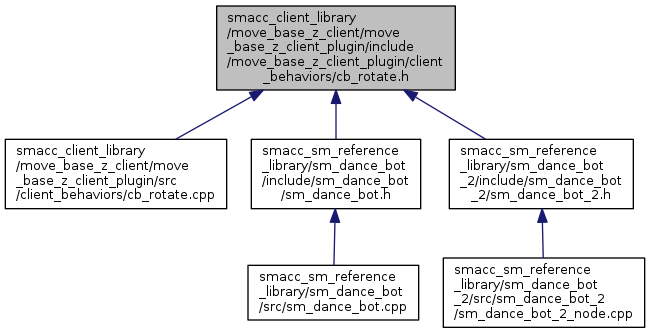 smacc_client_library
/move_base_z_client/move
_base_z_client_plugin/include
/move_base_z_client_plugin/client
_behaviors/cb_rotate.h
smacc_client_library
/move_base_z_client/move
_base_z_client_plugin/src
/client_behaviors/cb_rotate.cpp
smacc_sm_reference
_library/sm_dance_bot
/include/sm_dance_bot
/sm_dance_bot.h
smacc_sm_reference
_library/sm_dance_bot
_2/include/sm_dance_bot
_2/sm_dance_bot_2.h
smacc_sm_reference
_library/sm_dance_bot
/src/sm_dance_bot.cpp
smacc_sm_reference
_library/sm_dance_bot
_2/src/sm_dance_bot_2
/sm_dance_bot_2_node.cpp